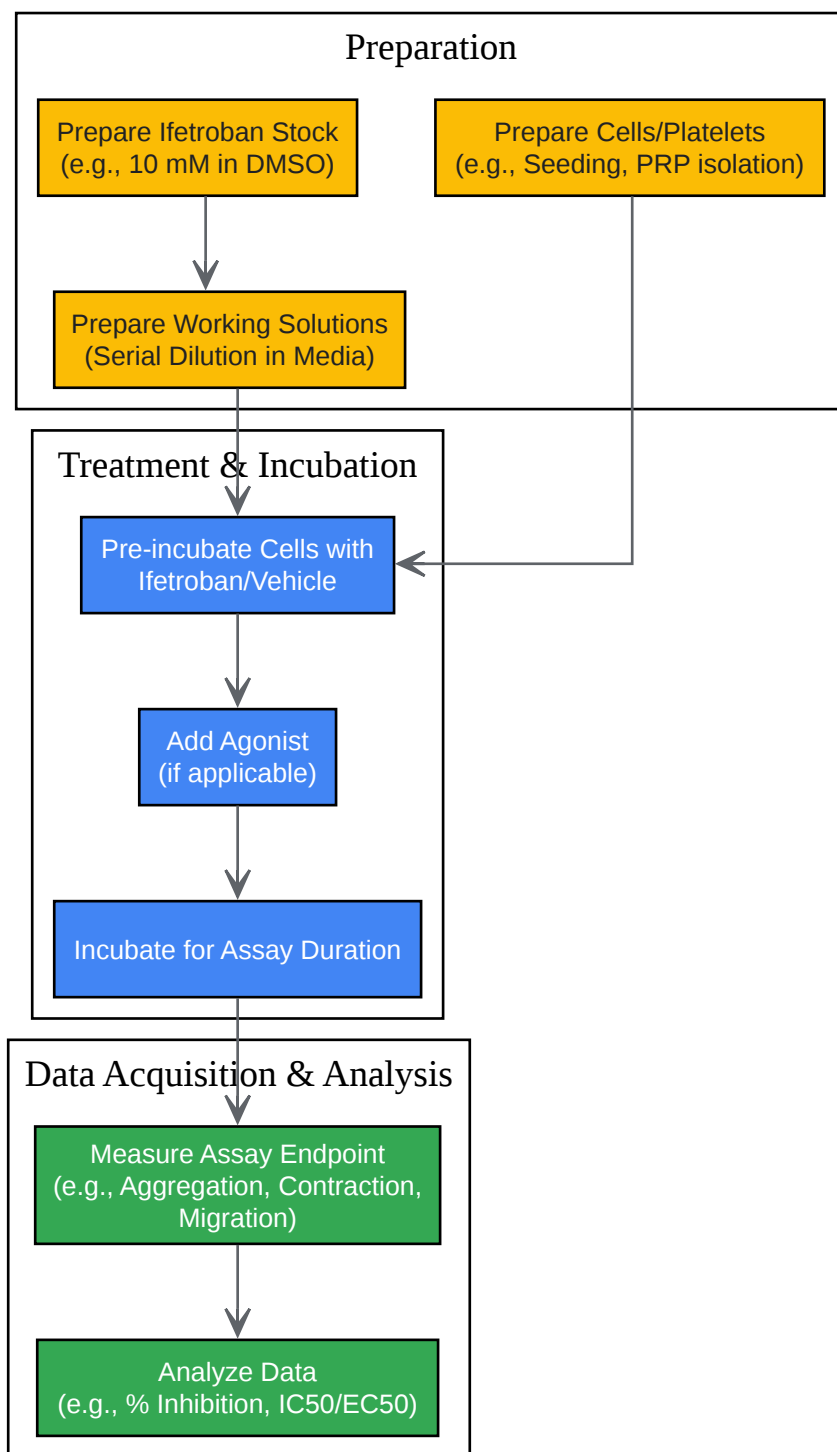 Preparation
Prepare Ifetroban Stock
(e.g., 10 mM in DMSO)
Prepare Cells/Platelets
(e.g., Seeding, PRP isolation)
Prepare Working Solutions
(Serial Dilution in Media)
Treatment & Incubation
Pre-incubate Cells with
Ifetroban/Vehicle
Add Agonist
(if applicable)
Incubate for Assay Duration
Data Acquisition & Analysis
Measure Assay Endpoint
(e.g., Aggregation, Contraction,
Migration)
Analyze Data
(e.g., % Inhibition, IC50/EC50)